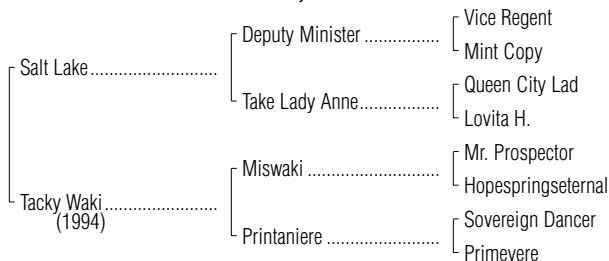 Vice Regent
Deputy Minister ................
Mint Copy
Salt Lake...........................
Queen City Lad
Take Lady Anne.................
Lovita H.
Mr. Prospector
Miswaki ............................
Hopespringseternal
Tacky Waki........................
(1994)
Sovereign Dancer
Printaniere ........................
Primevere